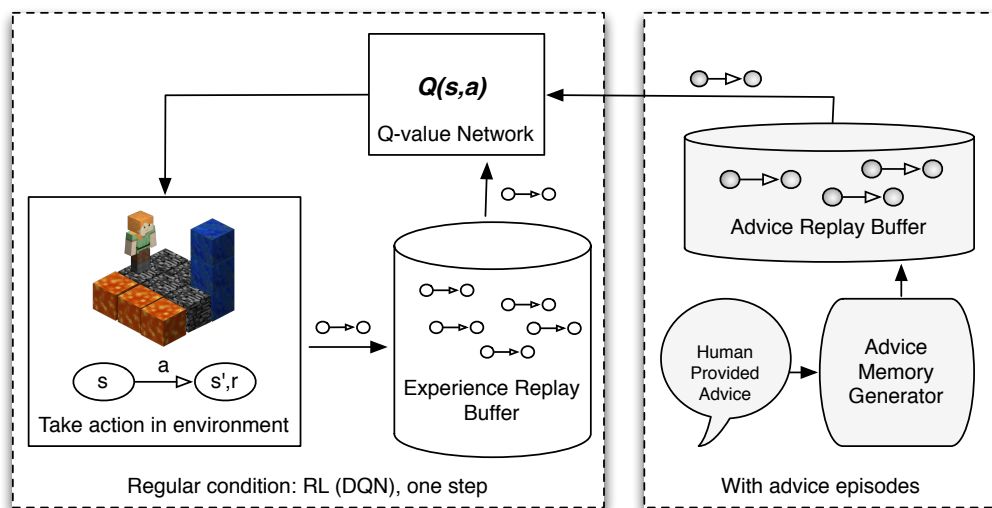 Q(s,a)
Q-value Network
s
a
s',r
Take action in environment
Experience Replay
Buffer
Regular condition: RL (DQN), one step
Advice Replay Buffer
Human
Provided
Advice
Advice
Memory
Generator
With advice episodes